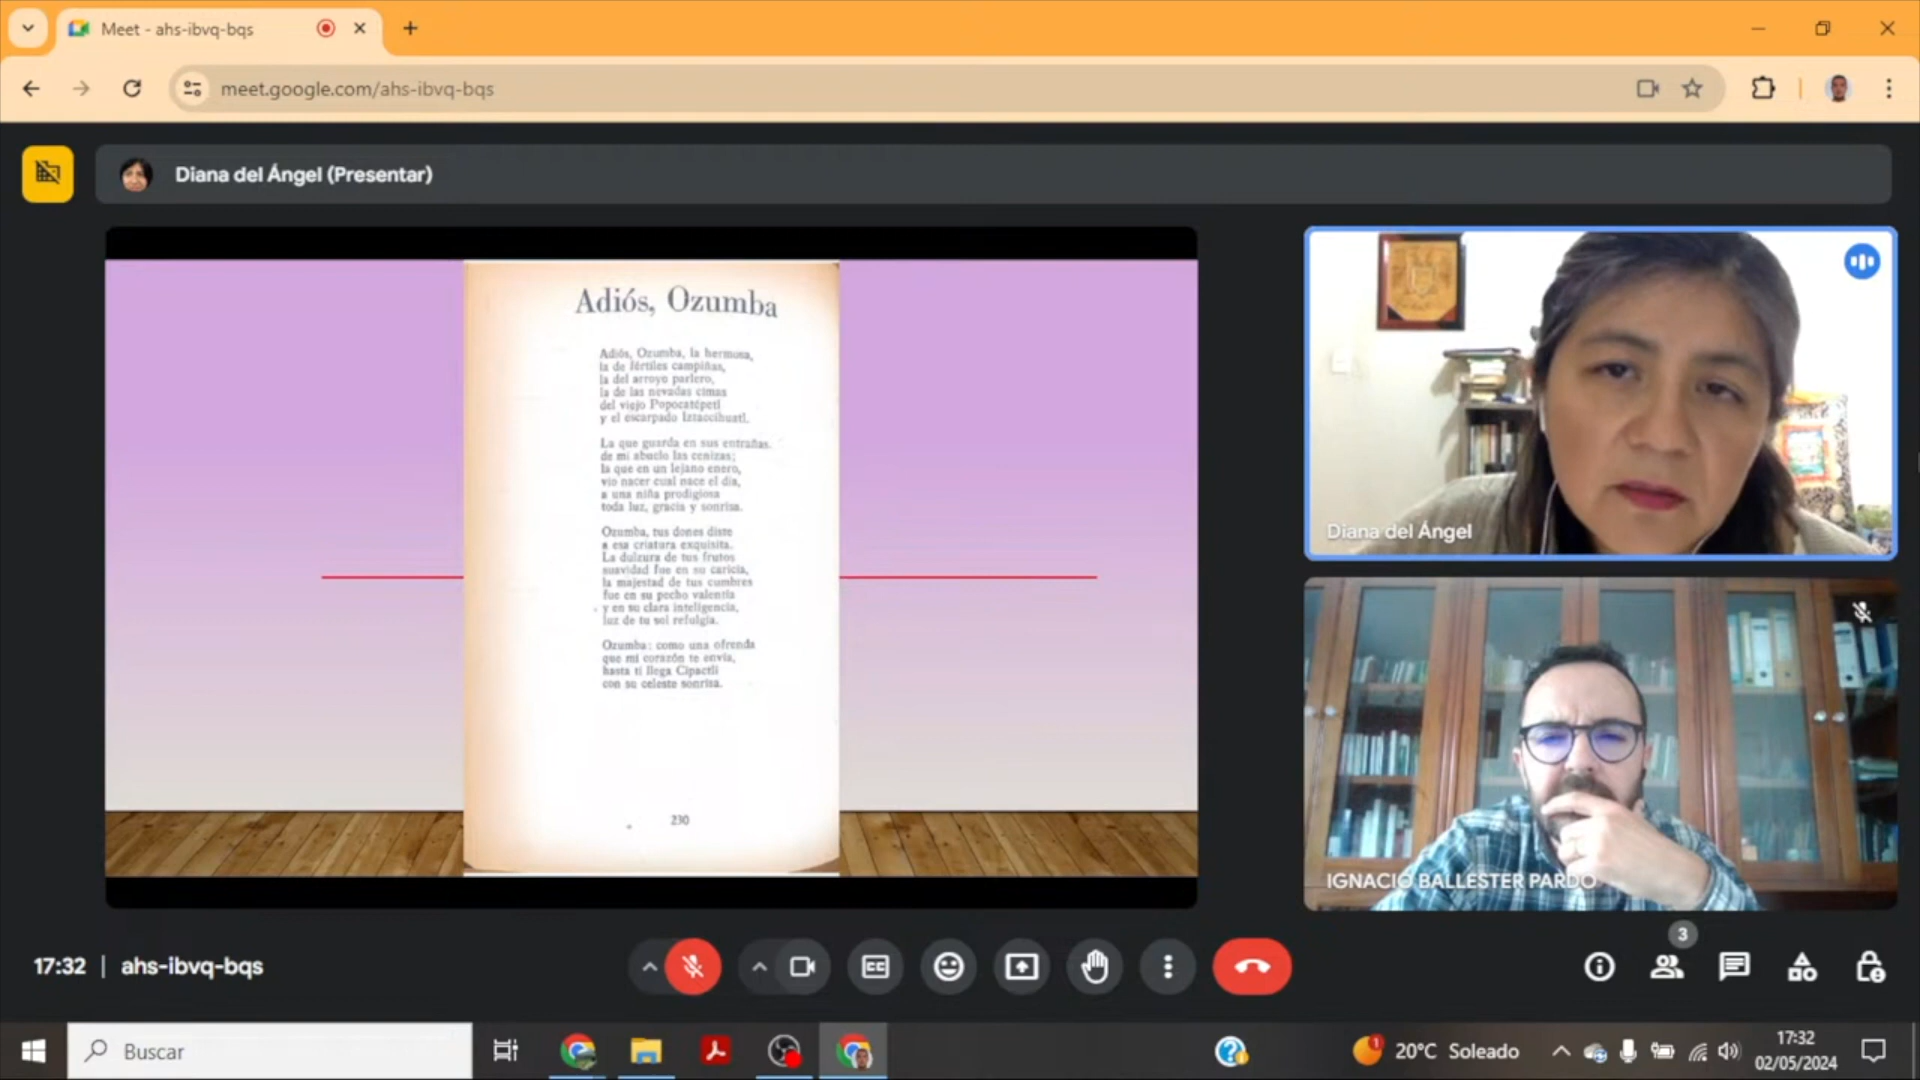 Meet - ahs-ibvq-bqs
meet.google.com/ahs-ibvq-bqs
Diana del Ángel (Presentar)
Adiós, Ozumba
Adiós, Ozumba, la hermosa,
la de fértiles campiñas,
la del arroyo parlero,
la de las nevadas cimas
del viejo Popocatépetl
y el escarpado Iztaccíhuatl.
La que guarda en sus entrañas.
de mi abuelo las cenizas;
la que en un lejano enero,
vio nacer cual nace el día,
a una niña prodigiosa
toda luz, gracia y sonrisa.
Ozumba, tus dones diste
a esa criatura exquisita.
La dulzura de tus frutos
suavidad fue en su caricia,
la majestad de tus cumbres
fue en su pecho valentía
y en su clara inteligencia,
luz de tu sol refulgía.
Ozumba: como una ofrenda
que mi corazón te envía,
hasta ti llega Cipactli
con su celeste sonrisa.
230
Diana del Ángel
IGNACIO BALLESTER PARDO
17:32 | ahs-ibvq-bqs
3
Buscar
1
20°C Soleado
17:32
02/05/2024